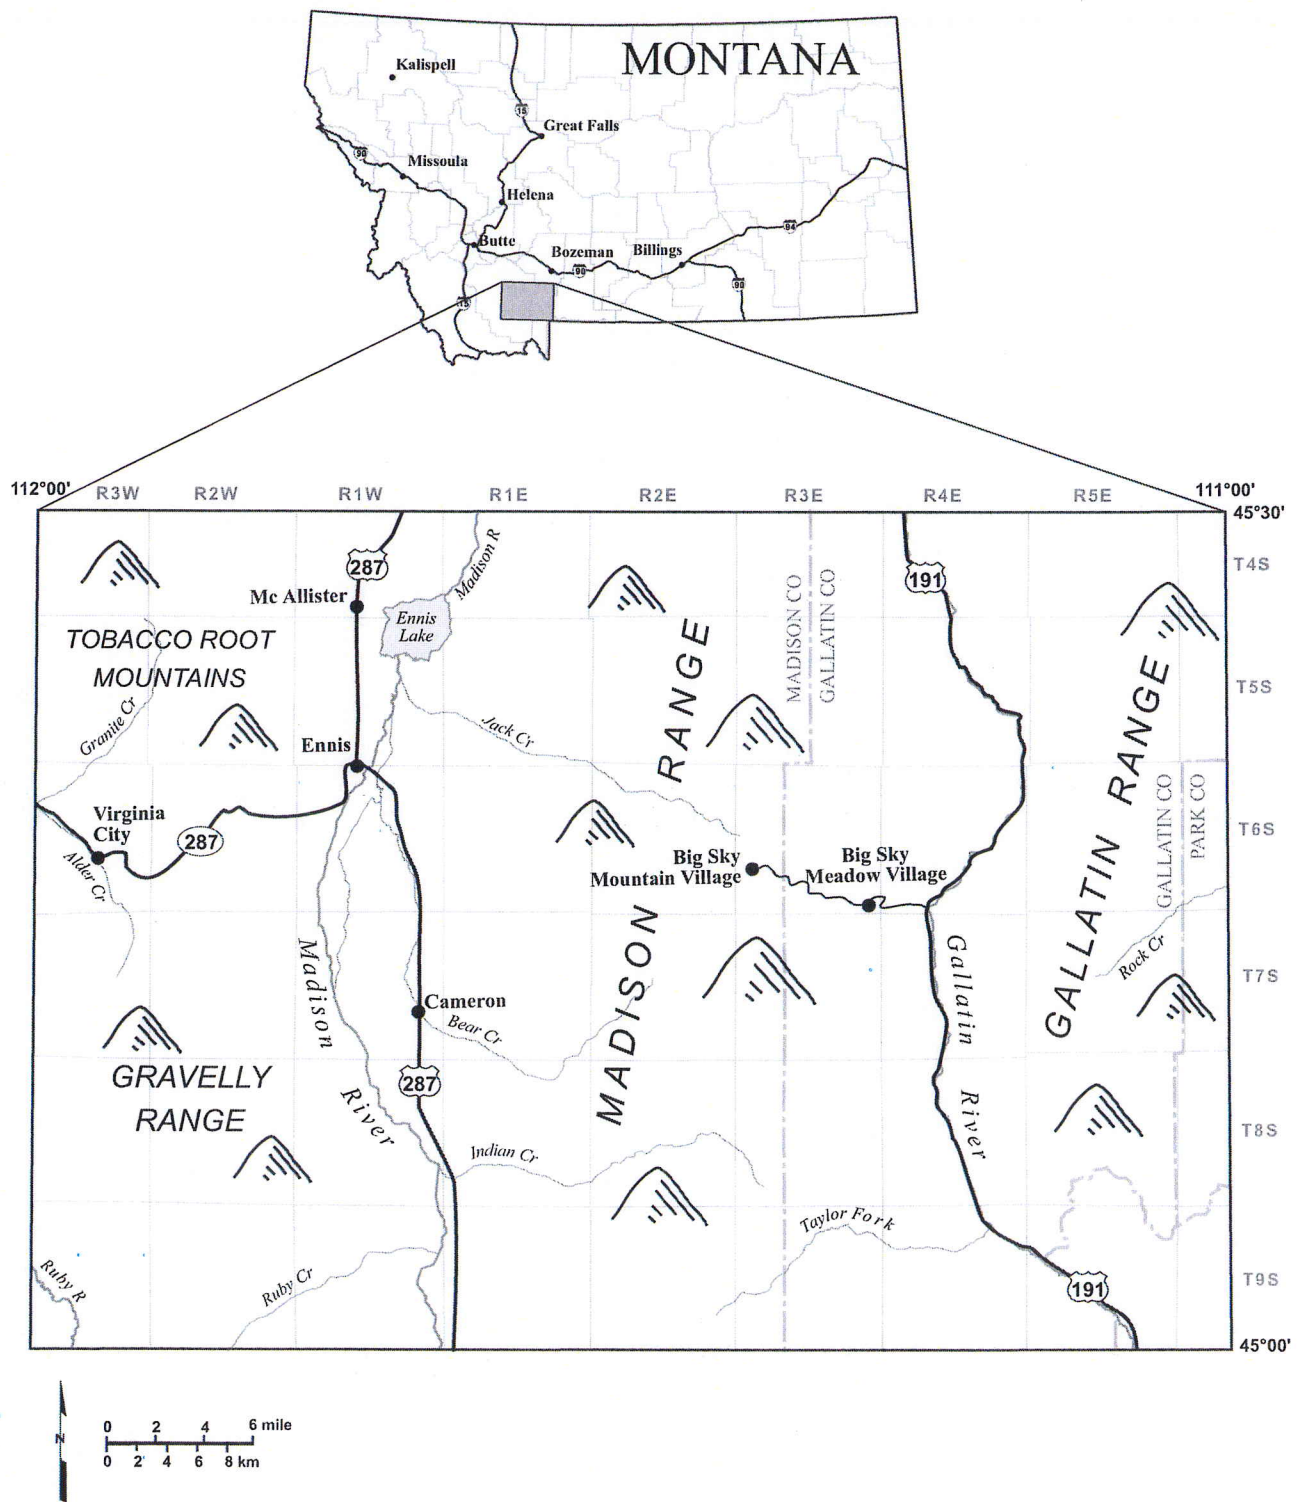 MONTANA
Kalispell
15
Great Falls
90
Missoula
Helena
Butte
Bozeman
Billings
94
90
90
15
112°00'
R3W
R2W
R1W
R1E
R2E
R3E
R4E
R5E
111°00'
45°30'
T4S
T5S
T6S
T7S
T8S
T9S
45°00'
287
Mc Allister
Madison R
Ennis
Lake
TOBACCO ROOT
MOUNTAINS
Granite Cr
Ennis
Jack Cr
MADISON CO
GALLATIN CO
191
MADISON RANGE
GALLATIN RANGE
GALLATIN CO
PARK CO
Virginia
City
287
Alder Cr
Big Sky
Mountain Village
Big Sky
Meadow Village
Rock Cr
Madison
River
Gallatin
River
Cameron
Bear Cr
287
GRAVELLY
RANGE
Indian Cr
Taylor Fork
191
Ruby R
Ruby Cr
N
0 2 4 6 mile
0 2 4 6 8 km